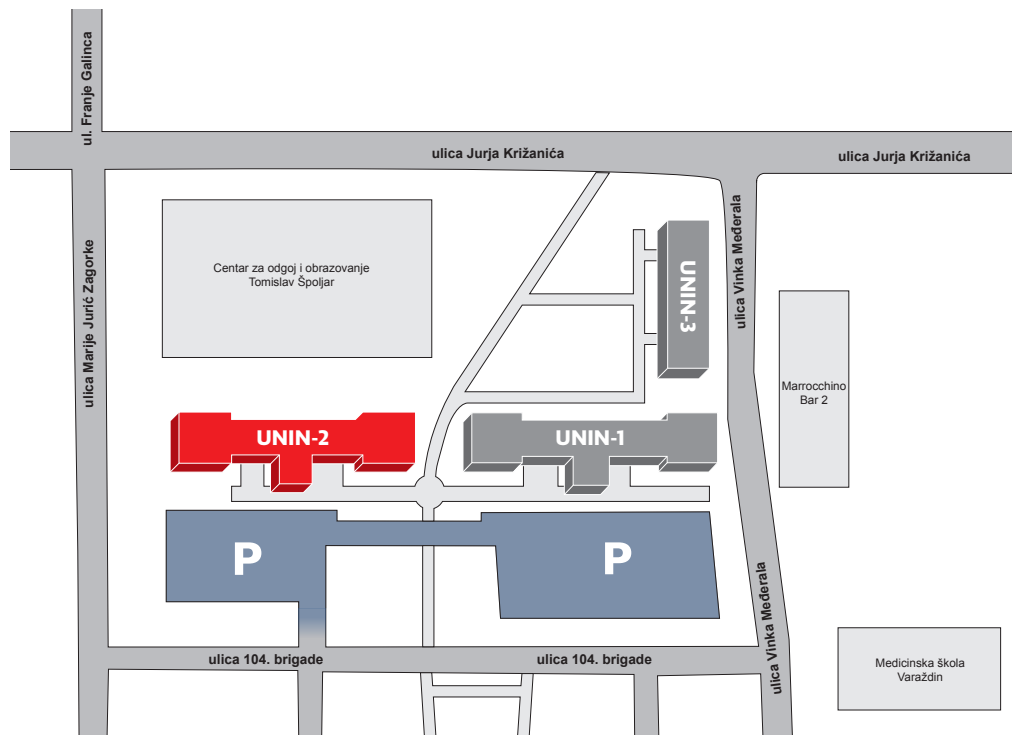 ul. Franje Galinca
ulica Jurja Križanića
ulica Jurja Križanića
ulica Marije Jurić Zagorke
Centar za odgoj i obrazovanje
Tomislav Špoljar
UNIN-3
ulica Vinka Međerala
Marrocchino
Bar 2
UNIN-2
UNIN-1
P
P
ulica Vinka Međerala
ulica 104. brigade
ulica 104. brigade
Medicinska škola
Varaždin